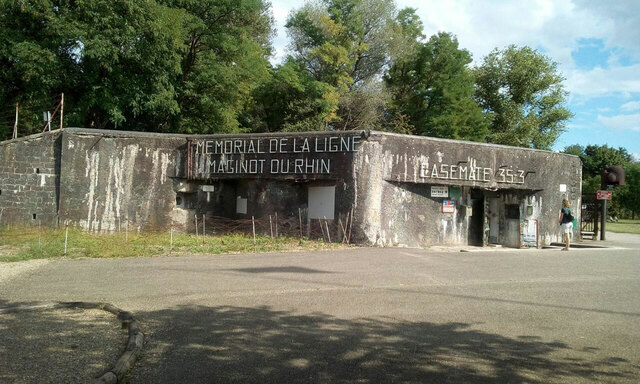 MEMORIAL DE LA LIGNE
MAGINOT DU RHIN
CASEMATE 35-3